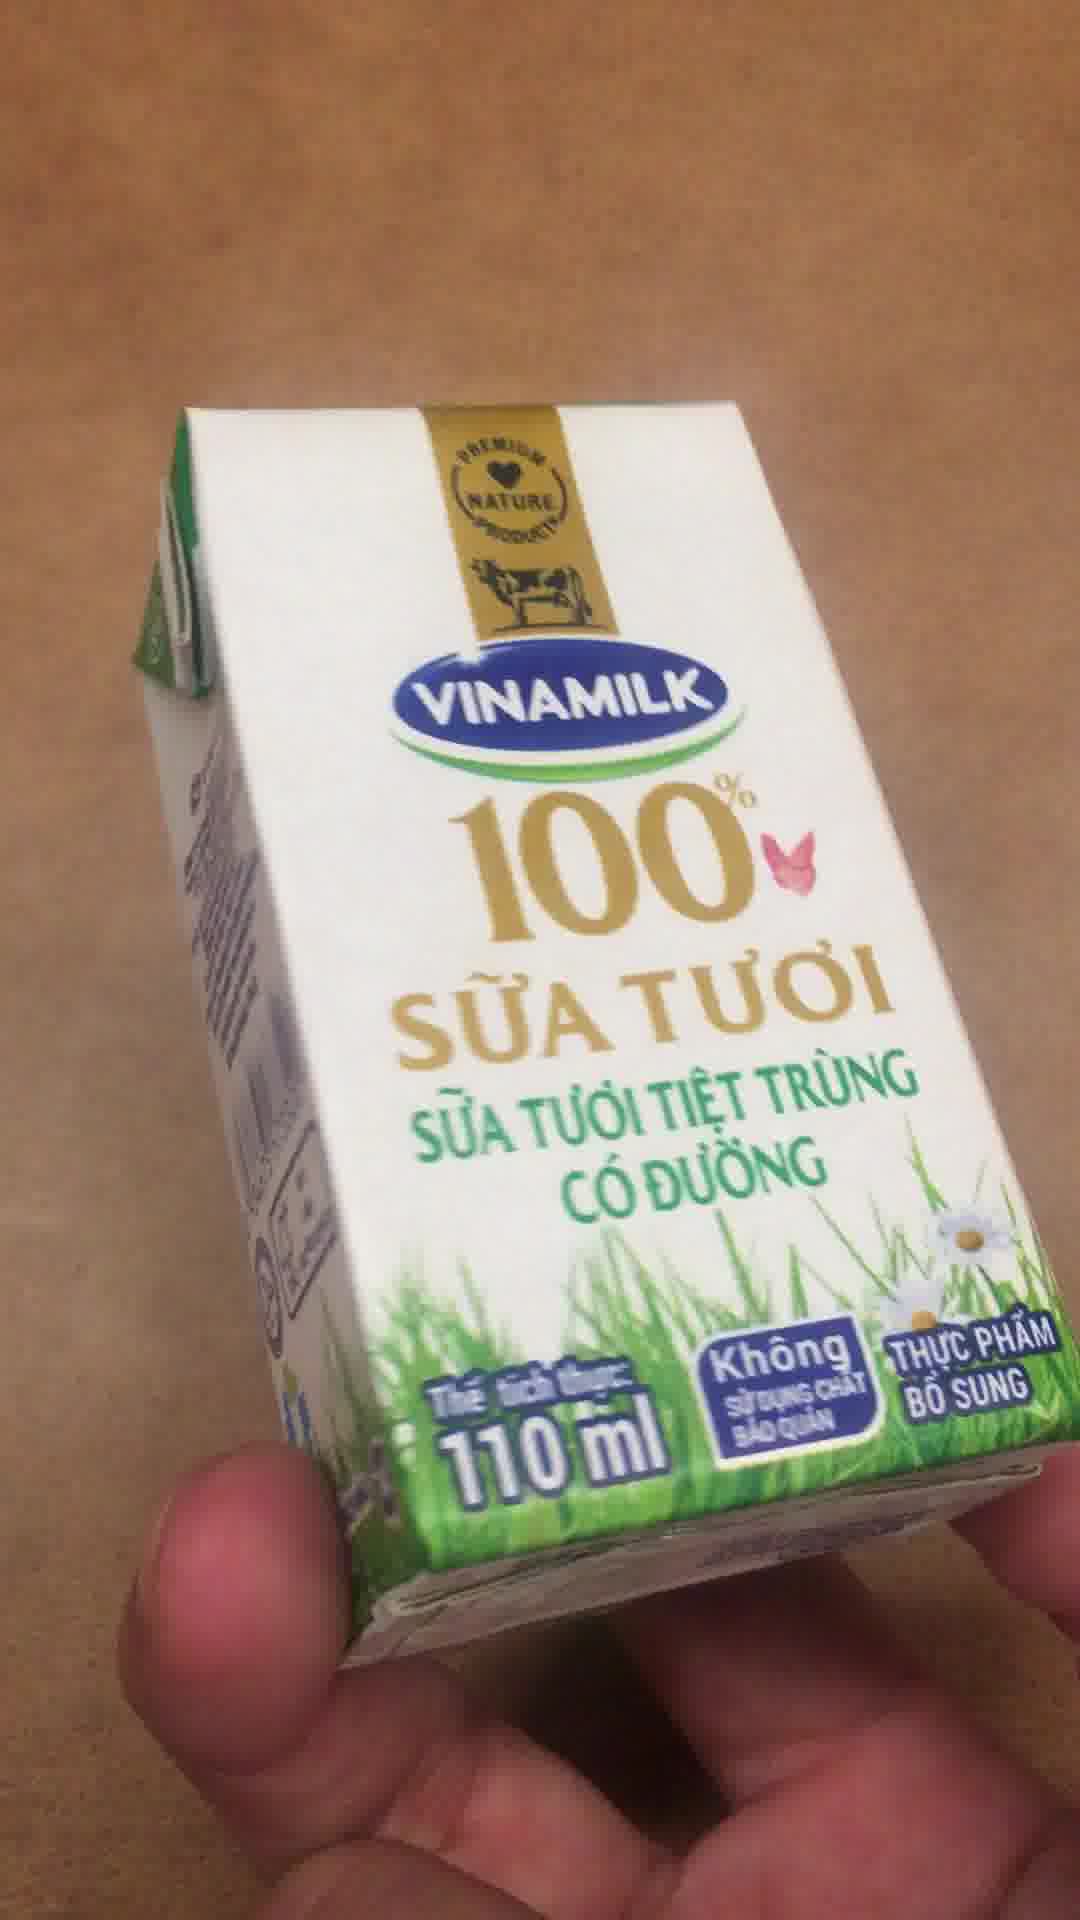 PREMIUM
NATURE
PRODUCTS
VINAMILK
100%
SỮA TƯƠI
SỮA TƯƠI TIỆT TRÙNG
CÓ ĐƯỜNG
Thể tích thực:
110 ml
Không
SỬ DỤNG CHẤT
BẢO QUẢN
THỰC PHẨM
BỔ SUNG